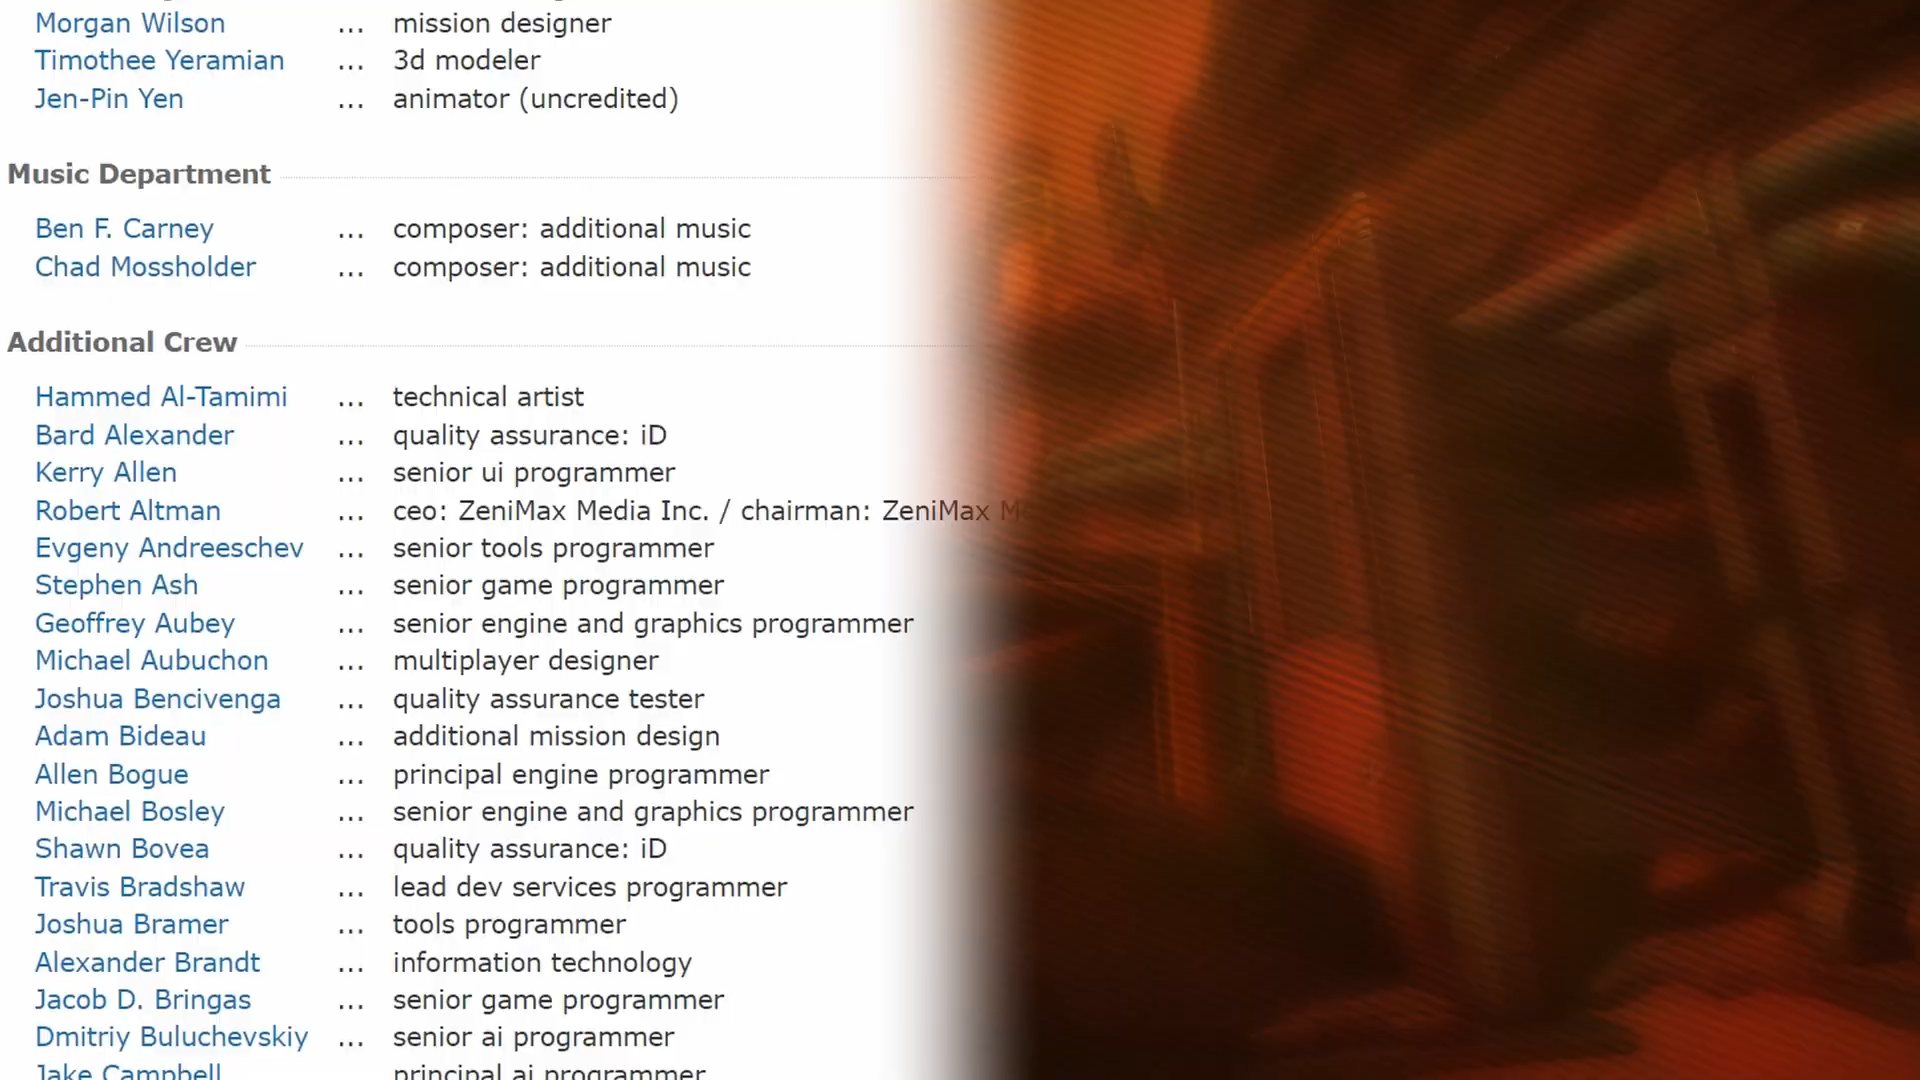 Morgan Wilson ... mission designer
Timothee Yeramian ... 3d modeler
Jen-Pin Yen ... animator (uncredited)
Music Department
Ben F. Carney ... composer: additional music
Chad Mossholder ... composer: additional music
Additional Crew
Hammed Al-Tamimi ... technical artist
Bard Alexander ... quality assurance: iD
Kerry Allen ... senior ui programmer
Robert Altman ... ceo: ZeniMax Media Inc. / chairman: ZeniMax
Evgeny Andreeschev ... senior tools programmer
Stephen Ash ... senior game programmer
Geoffrey Aubey ... senior engine and graphics programmer
Michael Aubuchon ... multiplayer designer
Joshua Bencivenga ... quality assurance tester
Adam Bideau ... additional mission design
Allen Bogue ... principal engine programmer
Michael Bosley ... senior engine and graphics programmer
Shawn Bovea ... quality assurance: iD
Travis Bradshaw ... lead dev services programmer
Joshua Bramer ... tools programmer
Alexander Brandt ... information technology
Jacob D. Bringas ... senior game programmer
Dmitriy Buluchevskiy ... senior ai programmer
Jake Campbell ... principal ai programmer